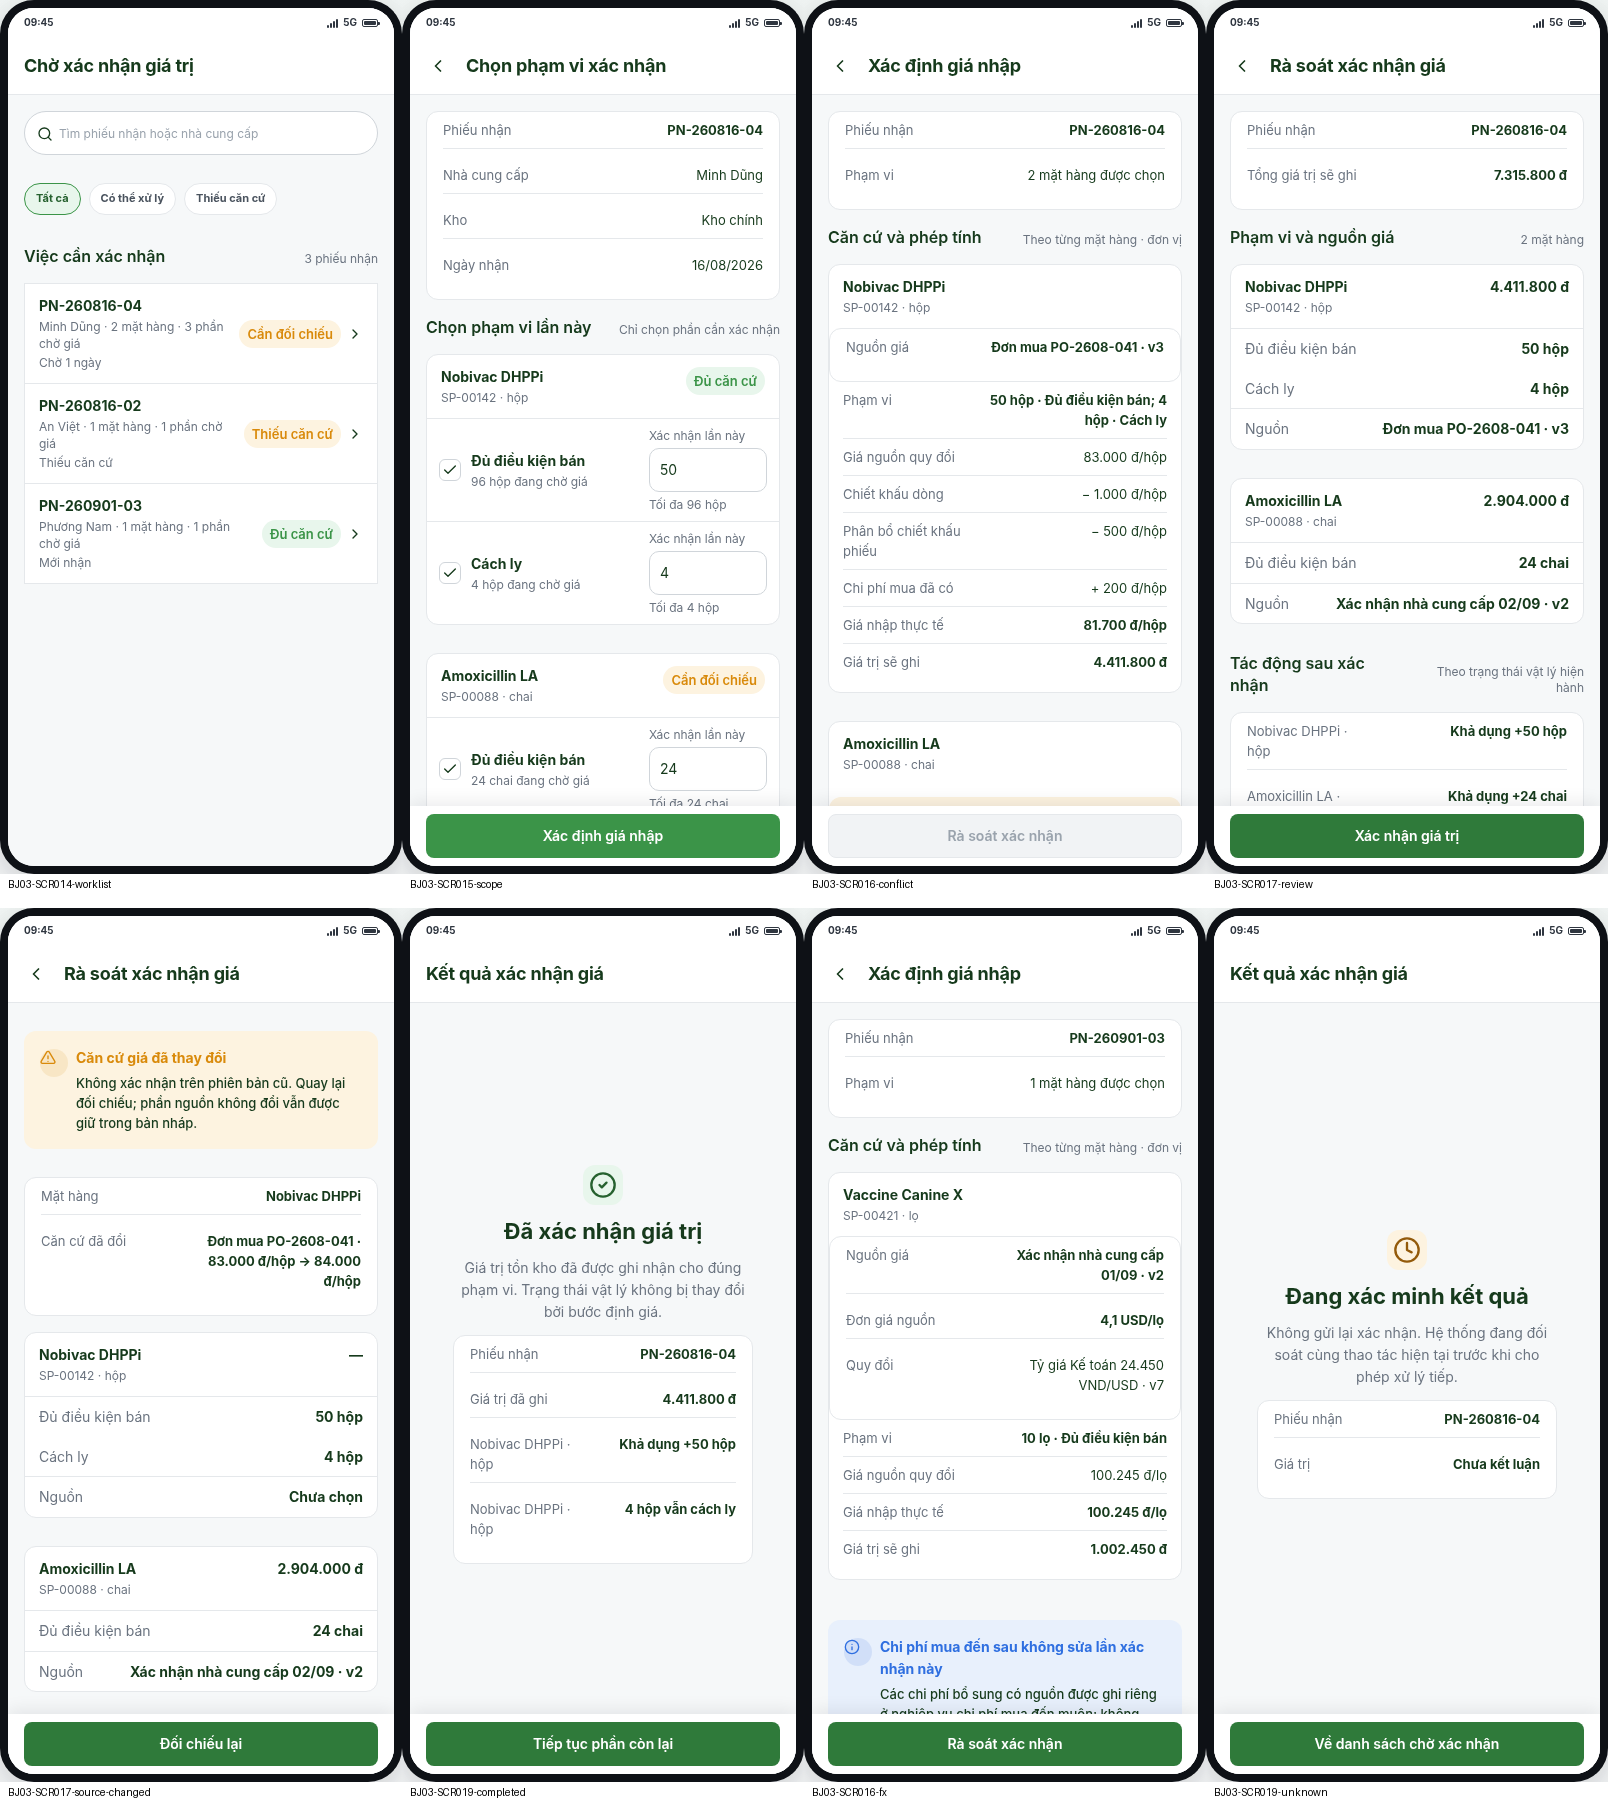 09:45
5G
Chờ xác nhận giá trị
Tìm phiếu nhận hoặc nhà cung cấp
Tất cả
Có thể xử lý
Thiếu căn cứ
Việc cần xác nhận
3 phiếu nhận
PN-260816-04
Minh Dũng · 2 mặt hàng · 3 phần
chờ giá
Chờ 1 ngày
Cần đối chiếu
PN-260816-02
An Việt · 1 mặt hàng · 1 phần chờ
giá
Thiếu căn cứ
Thiếu căn cứ
PN-260901-03
Phương Nam · 1 mặt hàng · 1 phần
chờ giá
Mới nhận
Đủ căn cứ
BJ03-SCR014-worklist
09:45
5G
Chọn phạm vi xác nhận
Phiếu nhận
PN-260816-04
Nhà cung cấp
Minh Dũng
Kho
Kho chính
Ngày nhận
16/08/2026
Chọn phạm vi lần này
Chỉ chọn phần cần xác nhận
Nobivac DHPPi
SP-00142 · hộp
Đủ căn cứ
Đủ điều kiện bán
96 hộp đang chờ giá
Xác nhận lần này
50
Tối đa 96 hộp
Cách ly
4 hộp đang chờ giá
Xác nhận lần này
4
Tối đa 4 hộp
Amoxicillin LA
SP-00088 · chai
Cần đối chiếu
Đủ điều kiện bán
24 chai đang chờ giá
Xác nhận lần này
24
Tối đa 24 chai
Xác định giá nhập
BJ03-SCR015-scope
09:45
5G
Xác định giá nhập
Phiếu nhận
PN-260816-04
Phạm vi
2 mặt hàng được chọn
Căn cứ và phép tính
Theo từng mặt hàng · đơn vị
Nobivac DHPPi
SP-00142 · hộp
Nguồn giá
Đơn mua PO-2608-041 · v3
Phạm vi
50 hộp · Đủ điều kiện bán; 4
hộp · Cách ly
Giá nguồn quy đổi
83.000 đ/hộp
Chiết khấu dòng
− 1.000 đ/hộp
Phân bổ chiết khấu
phiếu
− 500 đ/hộp
Chi phí mua đã có
+ 200 đ/hộp
Giá nhập thực tế
81.700 đ/hộp
Giá trị sẽ ghi
4.411.800 đ
Amoxicillin LA
SP-00088 · chai
Rà soát xác nhận
BJ03-SCR016-conflict
09:45
5G
Rà soát xác nhận giá
Phiếu nhận
PN-260816-04
Tổng giá trị sẽ ghi
7.315.800 đ
Phạm vi và nguồn giá
2 mặt hàng
Nobivac DHPPi
4.411.800 đ
SP-00142 · hộp
Đủ điều kiện bán
50 hộp
Cách ly
4 hộp
Nguồn
Đơn mua PO-2608-041 · v3
Amoxicillin LA
2.904.000 đ
SP-00088 · chai
Đủ điều kiện bán
24 chai
Nguồn
Xác nhận nhà cung cấp 02/09 · v2
Tác động sau xác
nhận
Theo trạng thái vật lý hiện
hành
Nobivac DHPPi ·
hộp
Khả dụng +50 hộp
Amoxicillin LA ·
Khả dụng +24 chai
Xác nhận giá trị
BJ03-SCR017-review
09:45
5G
Rà soát xác nhận giá
Căn cứ giá đã thay đổi
Không xác nhận trên phiên bản cũ. Quay lại
đối chiếu; phần nguồn không đổi vẫn được
giữ trong bản nháp.
Mặt hàng
Nobivac DHPPi
Căn cứ đã đổi
Đơn mua PO-2608-041 ·
83.000 đ/hộp → 84.000
đ/hộp
Nobivac DHPPi
—
SP-00142 · hộp
Đủ điều kiện bán
50 hộp
Cách ly
4 hộp
Nguồn
Chưa chọn
Amoxicillin LA
2.904.000 đ
SP-00088 · chai
Đủ điều kiện bán
24 chai
Nguồn
Xác nhận nhà cung cấp 02/09 · v2
Đối chiếu lại
BJ03-SCR017-source-changed
09:45
5G
Kết quả xác nhận giá
Đã xác nhận giá trị
Giá trị tồn kho đã được ghi nhận cho đúng
phạm vi. Trạng thái vật lý không bị thay đổi
bởi bước định giá.
Phiếu nhận
PN-260816-04
Giá trị đã ghi
4.411.800 đ
Nobivac DHPPi ·
hộp
Khả dụng +50 hộp
Nobivac DHPPi ·
hộp
4 hộp vẫn cách ly
Tiếp tục phần còn lại
BJ03-SCR019-completed
09:45
5G
Xác định giá nhập
Phiếu nhận
PN-260901-03
Phạm vi
1 mặt hàng được chọn
Căn cứ và phép tính
Theo từng mặt hàng · đơn vị
Vaccine Canine X
SP-00421 · lọ
Nguồn giá
Xác nhận nhà cung cấp
01/09 · v2
Đơn giá nguồn
4,1 USD/lọ
Quy đổi
Tỷ giá Kế toán 24.450
VND/USD · v7
Phạm vi
10 lọ · Đủ điều kiện bán
Giá nguồn quy đổi
100.245 đ/lọ
Giá nhập thực tế
100.245 đ/lọ
Giá trị sẽ ghi
1.002.450 đ
Chi phí mua đến sau không sửa lần xác
nhận này
Các chi phí bổ sung có nguồn được ghi riêng
ở nghiệp vụ chi phí mua đến muộn; không
Rà soát xác nhận
BJ03-SCR016-fx
09:45
5G
Kết quả xác nhận giá
Đang xác minh kết quả
Không gửi lại xác nhận. Hệ thống đang đối
soát cùng thao tác hiện tại trước khi cho
phép xử lý tiếp.
Phiếu nhận
PN-260816-04
Giá trị
Chưa kết luận
Về danh sách chờ xác nhận
BJ03-SCR019-unknown